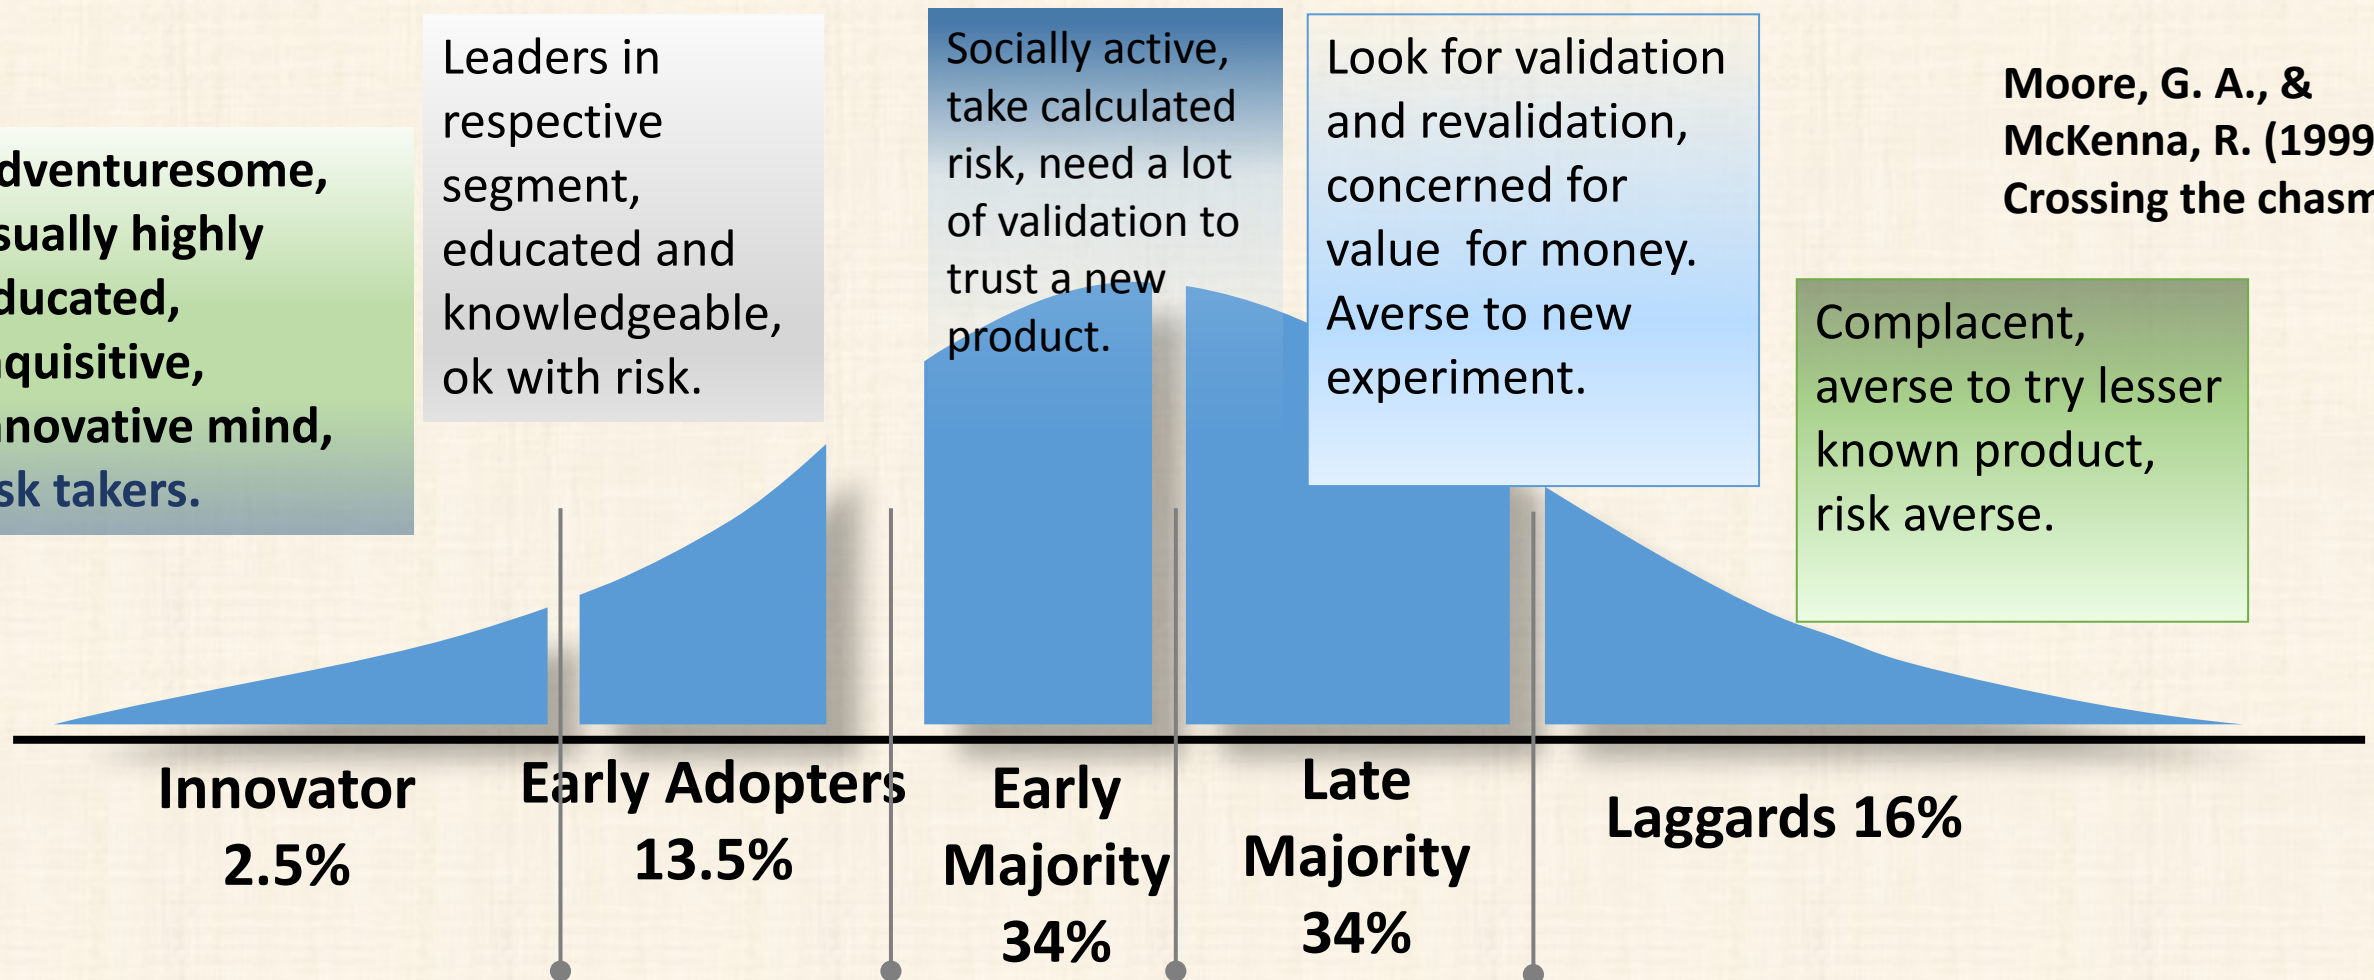 dventuresome,
sually highly
ducated,
quisitive,
novative mind,
sk takers.
Leaders in
respective
segment,
educated and
knowledgeable,
ok with risk.
Socially active,
take calculated
risk, need a lot
of validation to
trust a new
product.
Look for validation
and revalidation,
concerned for
value for money.
Averse to new
experiment.
Moore, G. A., &
McKenna, R. (1999
Crossing the chasm
Complacent,
averse to try lesser
known product,
risk averse.
Innovator
2.5%
Early Adopters
13.5%
Early
Majority
34%
Late
Majority
34%
Laggards 16%